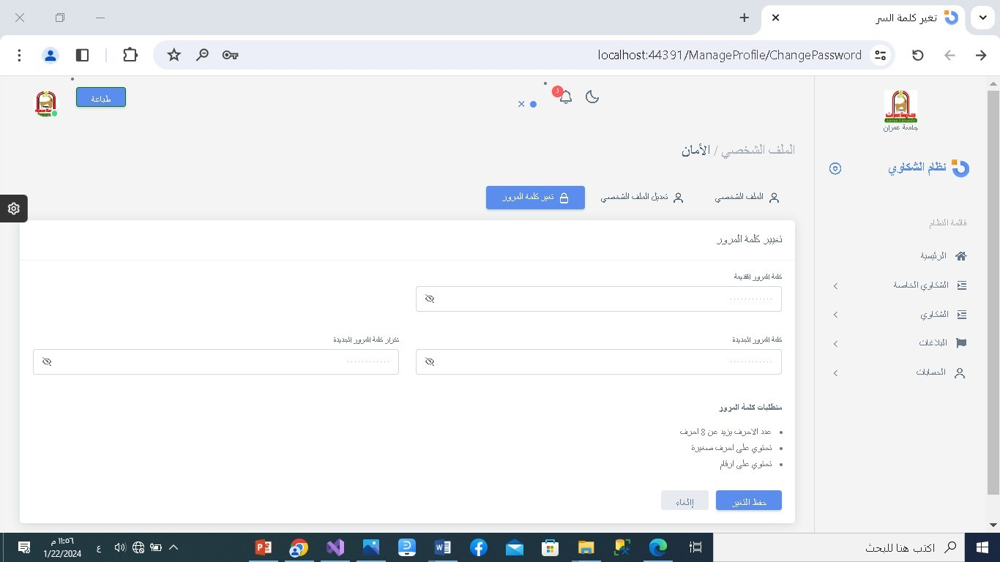 تغير كلمة السر
localhost:44391/ManageProfile/ChangePassword
جامعة عمران
نظام الشكاوي
قائمة النظام
الرئيسية
الشكاوي الخاصة
الشكاوي
البلاغات
الحسابات
3
طباعة
الملف الشخصي / الأمان
الملف الشخصي
تعديل الملف الشخصي
تغير كلمة المرور
تغيير كلمة المرور
كلمة المرور القديمة
············
كلمة المرور الجديدة
············
تكرار كلمة المرور الجديدة
············
متطلبات كلمة المرور
عدد الاحرف يزيد عن 8 احرف
تحتوي على احرف صغيرة
تحتوي على ارقام
حفظ التغير
إالغاء
اكتب هنا للبحث
ع
١١:٥٦ م
1/22/2024